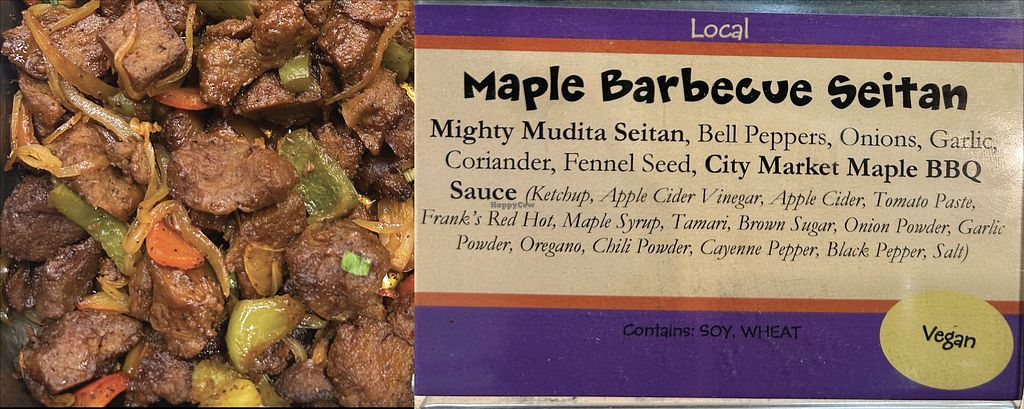 Local
Maple Barbecue Seitan
Mighty Mudita Seitan, Bell Peppers, Onions, Garlic,
Coriander, Fennel Seed, City Market Maple BBQ
Sauce (Ketchup, Apple Cider Vinegar, Apple Cider, Tomato Paste,
HappyCow
Frank's Red Hot, Maple Syrup, Tamari, Brown Sugar, Onion Powder, Garlic
Powder, Oregano, Chili Powder, Cayenne Pepper, Black Pepper, Salt)
Contains: SOY, WHEAT
Vegan